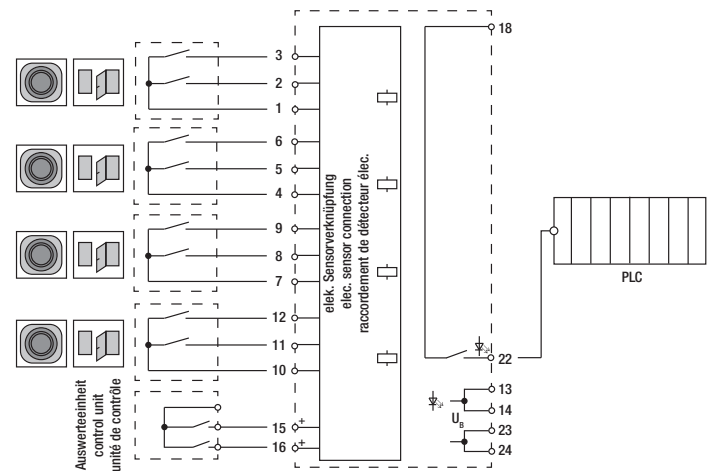 18
3
2
1
6
5
4
9
8
7
12
11
10
15 +
16 +
elek. Sensorverknüpfung
elec. sensor connection
raccordement de détecteur élec.
PLC
22
13
14
23
24
UB
Auswerteeinheit
control unit
unité de contrôle